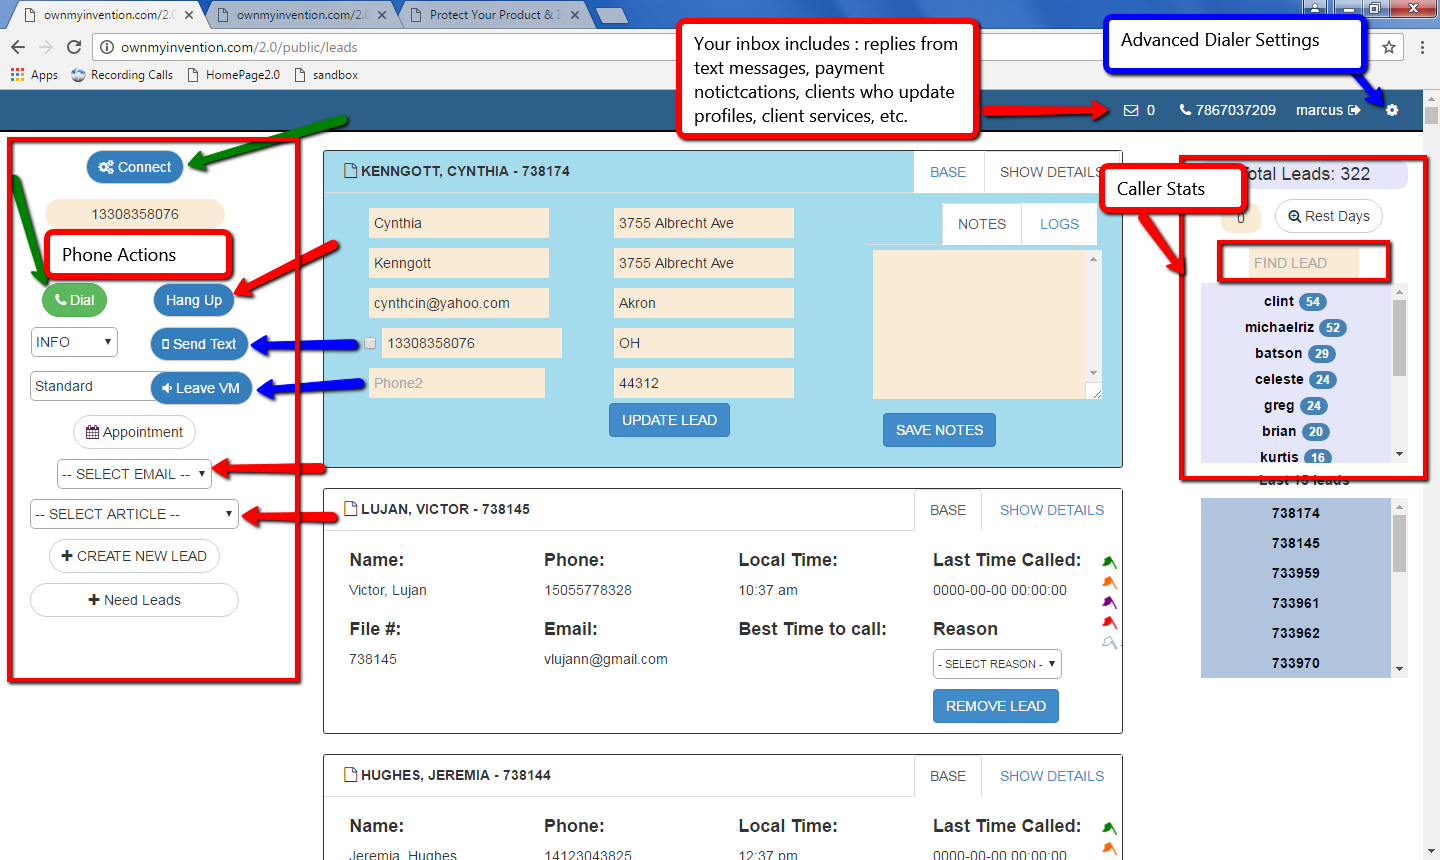 ownmyinvention.com/2.0
ownmyinvention.com/2.0
Protect Your Product & I
ownmyinvention.com/2.0/public/leads
Apps
Recording Calls
HomePage2.0
sandbox
Your inbox includes : replies from
text messages, payment
notictcations, clients who update
profiles, client services, etc.
Advanced Dialer Settings
0
7867037209
marcus
Connect
13308358076
Phone Actions
Dial
Hang Up
INFO
Send Text
Standard
Leave VM
Appointment
-- SELECT EMAIL --
-- SELECT ARTICLE --
CREATE NEW LEAD
Need Leads
KENNGOTT, CYNTHIA - 738174
BASE
SHOW DETAILS
Cynthia
3755 Albrecht Ave
Kenngott
3755 Albrecht Ave
cynthcin@yahoo.com
Akron
13308358076
OH
Phone2
44312
UPDATE LEAD
NOTES
LOGS
SAVE NOTES
LUJAN, VICTOR - 738145
BASE
SHOW DETAILS
Name:
Phone:
Local Time:
Last Time Called:
Victor, Lujan
15055778328
10:37 am
0000-00-00 00:00:00
File #:
Email:
Best Time to call:
Reason
738145
vlujann@gmail.com
- SELECT REASON -
REMOVE LEAD
HUGHES, JEREMIA - 738144
BASE
SHOW DETAILS
Name:
Phone:
Local Time:
Last Time Called:
Jeremia, Hughes
14123043825
12:37 pm
0000-00-00 00:00:00
Caller Stats
otal Leads: 322
0
Rest Days
FIND LEAD
clint 54
michaelriz 52
batson 29
celeste 24
greg 24
brian 20
kurtis 16
Last 15 leads
738174
738145
733959
733961
733962
733970